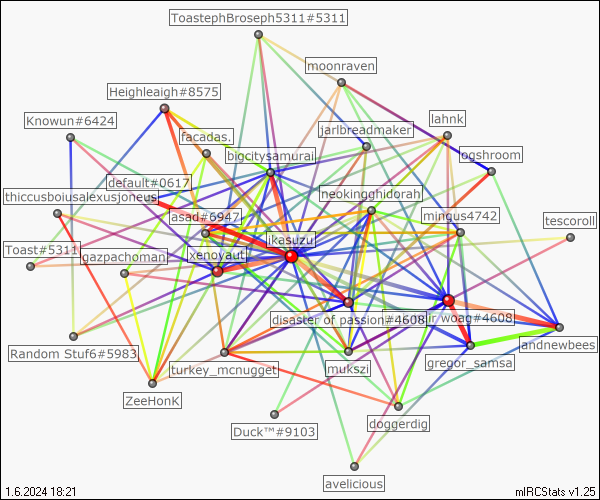 ToastephBroseph5311#5311
moonraven
Heighleaigh#8575
Knowun#6424
lahnk
facadas.
jarlbreadmaker
bigcitysamurai
ogshroom
default#0617
thiccusboiusalexusjoneus
neokingghidorah
asad#6947
mingus4742
tescoroll
ikasuzu
Toast#5311
gazpachoman
xenoyaut
disaster of passion#4608
ur woag#4608
andnewbees
Random Stuf6#5983
turkey_mcnugget
mukszi
gregor_samsa
ZeeHonK
doggerdig
Duck™#9103
avelicious
1.6.2024 18:21
mIRCStats v1.25